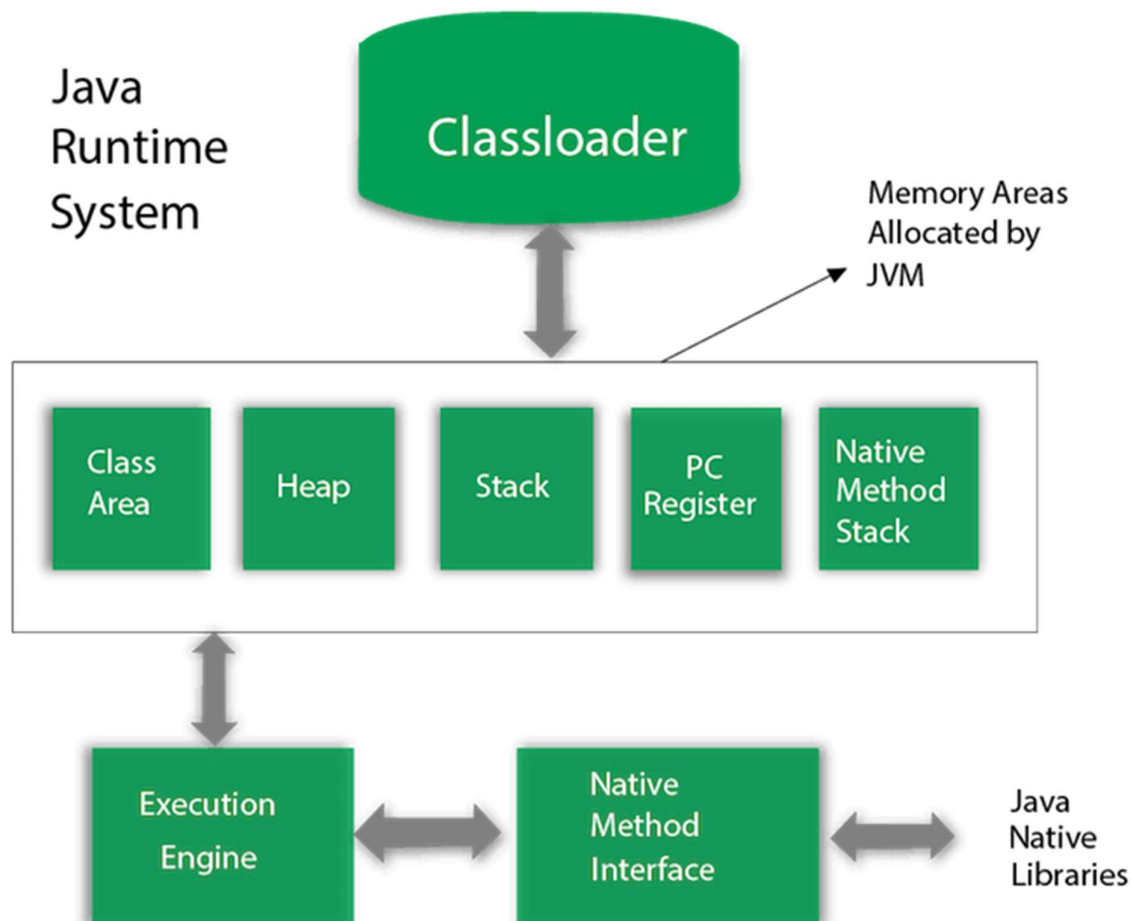 Java
Runtime
System
Classloader
Memory Areas
Allocated by
JVM
Class
Area
Heap
Stack
PC
Register
Native
Method
Stack
Execution
Engine
Native
Method
Interface
Java
Native
Libraries